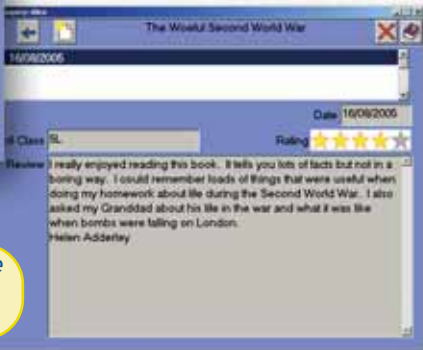 The Woeful Second World War
16/08/2005
Date 16/08/2005
Class SL
Rating
Review I really enjoyed reading this book. It tells you lots of facts but not in a
boring way. I could remember loads of things that were useful when
doing my homework about life during the Second World War. I also
asked my Granddad about his life in the war and what it was like
when bombs were falling on London.
Helen Adderley
e